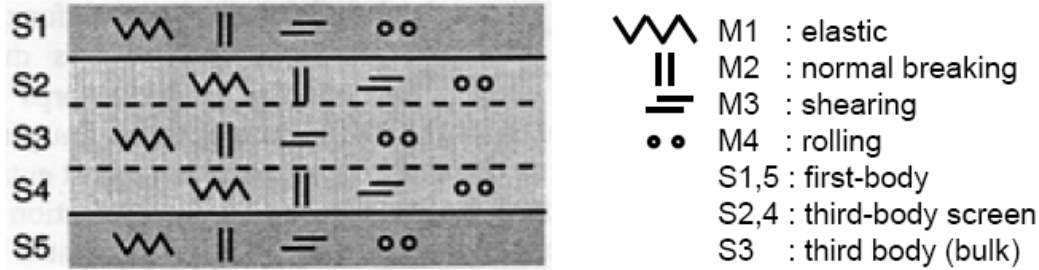 S1
S2
S3
S4
S5
M1 : elastic
M2 : normal breaking
M3 : shearing
M4 : rolling
S1,5 : first-body
S2,4 : third-body screen
S3 : third body (bulk)